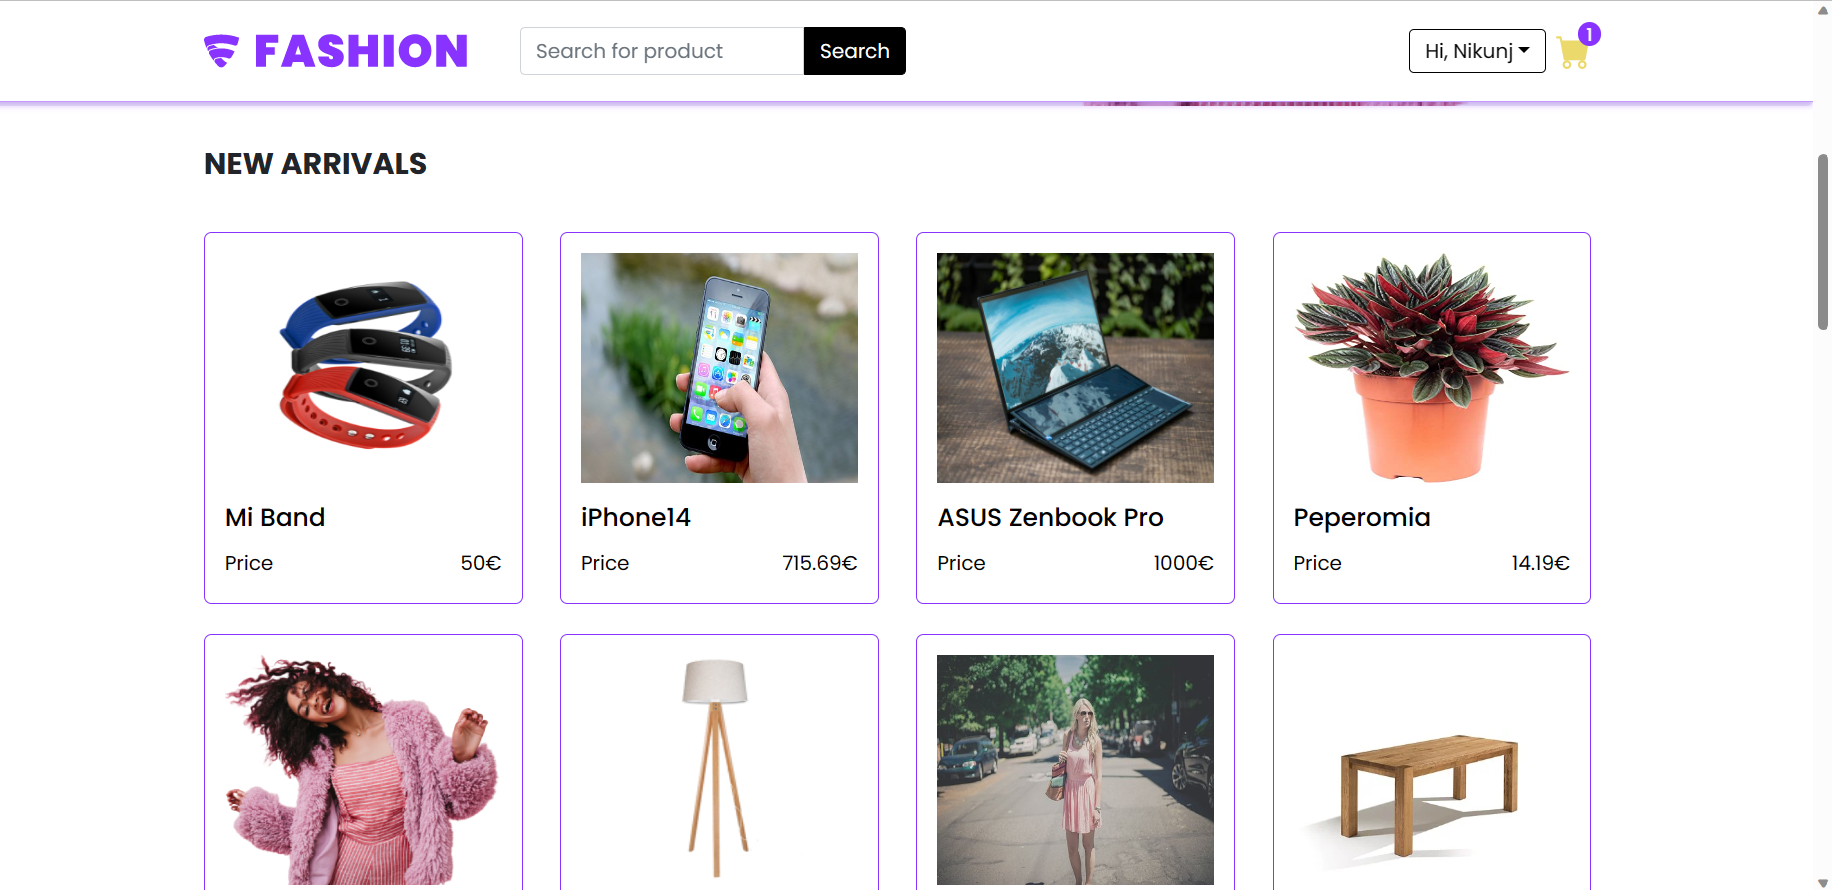 FASHION
Search for product
Search
Hi, Nikunj
1
NEW ARRIVALS
Mi Band
Price 50€
iPhone14
Price 715.69€
ASUS Zenbook Pro
Price 1000€
Peperomia
Price 14.19€